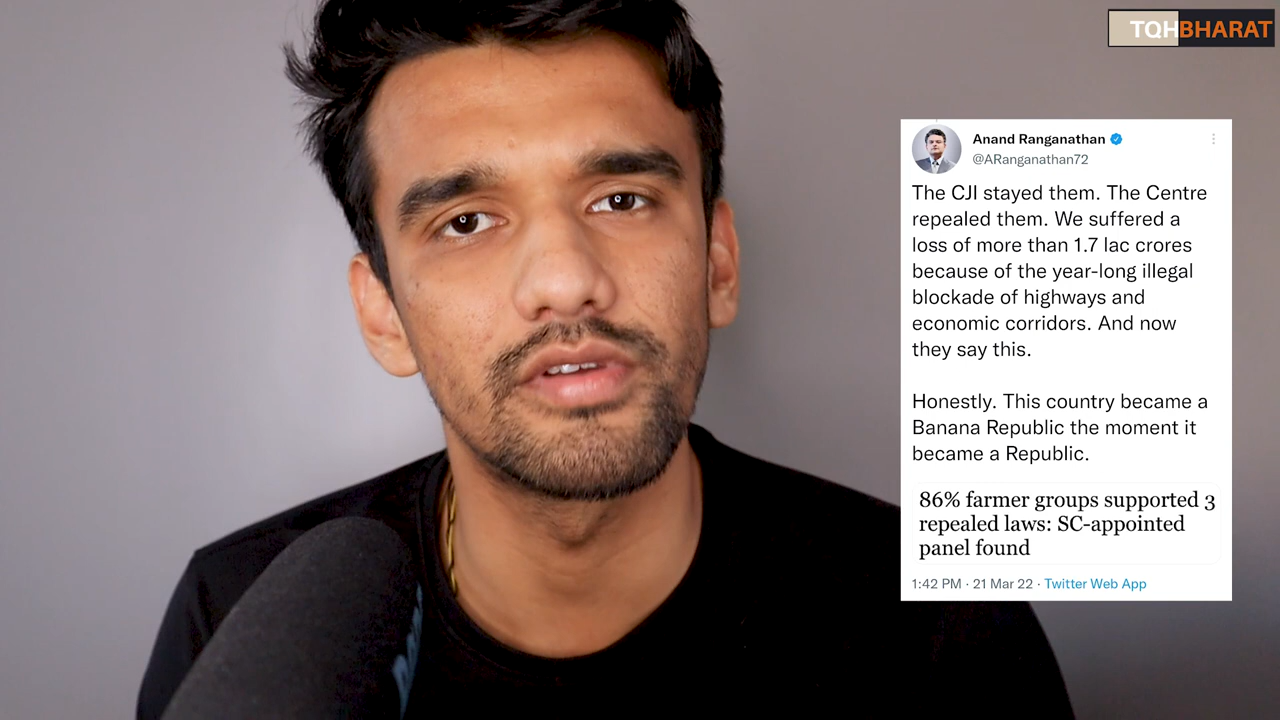 TQHBHARAT
Anand Ranganathan
@ARanganathan72
The CJI stayed them. The Centre
repealed them. We suffered a
loss of more than 1.7 lac crores
because of the year-long illegal
blockade of highways and
economic corridors. And now
they say this.
Honestly. This country became a
Banana Republic the moment it
became a Republic.
86% farmer groups supported 3
repealed laws: SC-appointed
panel found
1:42 PM · 21 Mar 22 · Twitter Web App